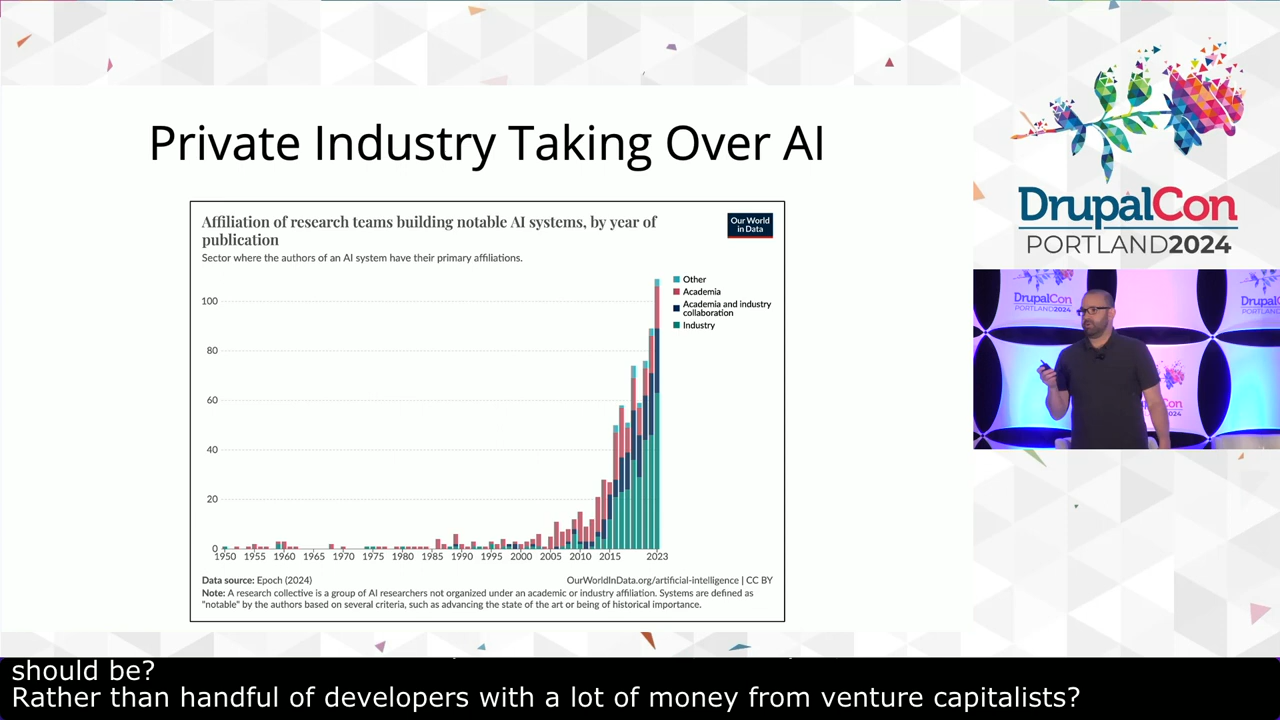 Private Industry Taking Over AI
Affiliation of research teams building notable AI systems, by year of
publication
Our World
in Data
Sector where the authors of an AI system have their primary affiliations.
Other
Academia
Academia and industry
collaboration
Industry
100
80
60
40
20
0
1950 1955 1960 1965 1970 1975 1980 1985 1990 1995 2000 2005 2010 2015 2023
Data source: Epoch (2024)
OurWorldInData.org/artificial-intelligence | CC BY
Note: A research collective is a group of AI researchers not organized under an academic or industry affiliation. Systems are defined as
"notable" by the authors based on several criteria, such as advancing the state of the art or being of historical importance.
DrupalCon
PORTLAND2024
DrupalCon
PORTLAND2024
should be?
Rather than handful of developers with a lot of money from venture capitalists?